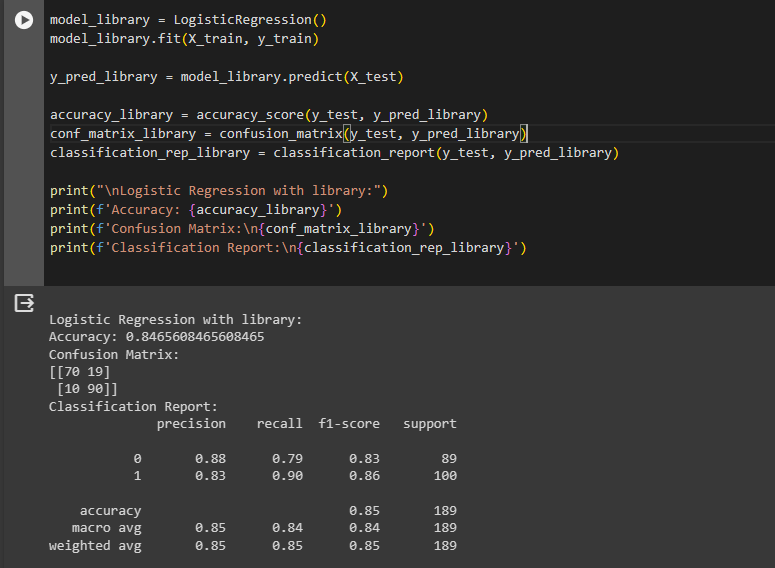 model_library = LogisticRegression()
model_library.fit(X_train, y_train)
y_pred_library = model_library.predict(X_test)
accuracy_library = accuracy_score(y_test, y_pred_library)
conf_matrix_library = confusion_matrix(y_test, y_pred_library)
classification_rep_library = classification_report(y_test, y_pred_library)
print("\nLogistic Regression with library:")
print(f'Accuracy: {accuracy_library}')
print(f'Confusion Matrix:\n{conf_matrix_library}')
print(f'Classification Report:\n{classification_rep_library}')
Logistic Regression with library:
Accuracy: 0.8465608465608465
Confusion Matrix:
[[70 19]
 [10 90]]
Classification Report:
              precision    recall  f1-score   support
           0       0.88      0.79      0.83        89
           1       0.83      0.90      0.86       100
    accuracy                           0.85       189
   macro avg       0.85      0.84      0.84       189
weighted avg       0.85      0.85      0.85       189